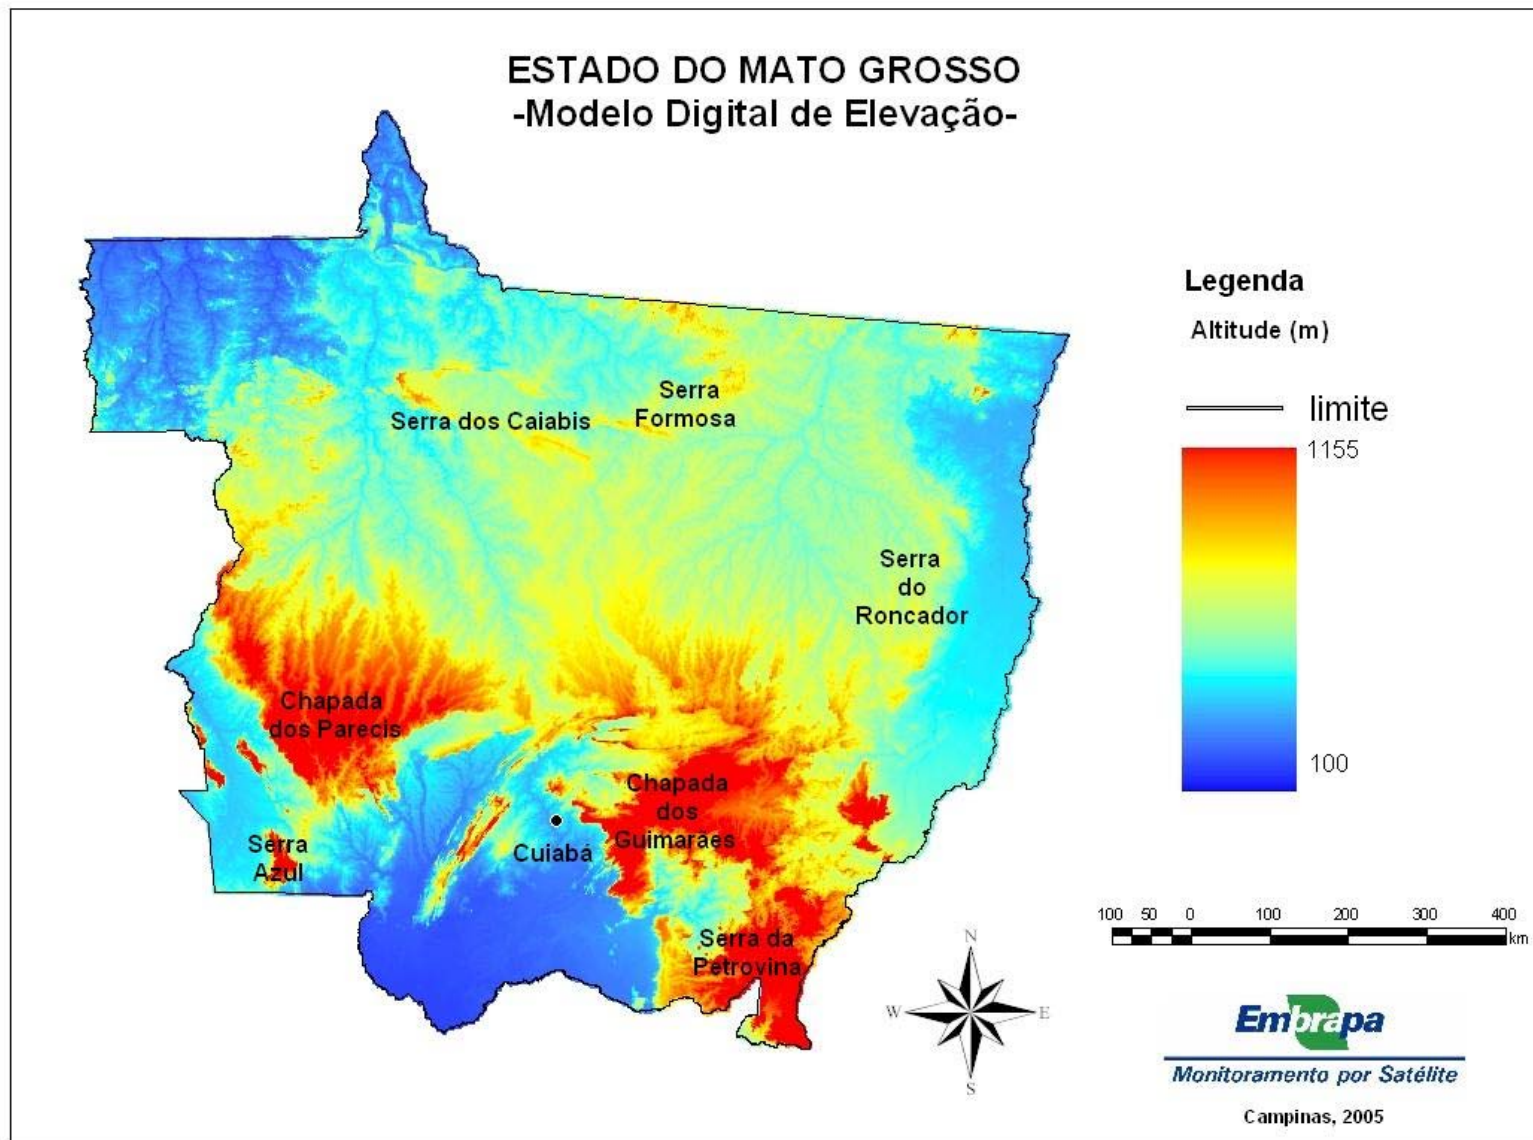 ESTADO DO MATO GROSSO
-Modelo Digital de Elevação-
Legenda
Altitude (m)
limite
1155
100
Serra
Formosa
Serra dos Caiabis
Serra
do
Roncador
Chapada
dos Parecis
Chapada
dos
Guimarães
Cuiabá
Serra
Azul
Serra da
Petrovina
100 50 0 100 200 300 400
km
N
W E
S
Embrapa
Monitoramento por Satélite
Campinas, 2005